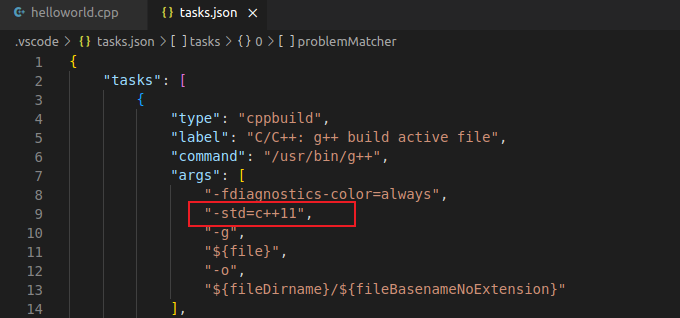 helloworld.cpp
tasks.json
.vscode > tasks.json > [ ] tasks > {} 0 > [ ] problemMatcher
1 {
2 "tasks": [
3 {
4 "type": "cppbuild",
5 "label": "C/C++: g++ build active file",
6 "command": "/usr/bin/g++",
7 "args": [
8 "-fdiagnostics-color=always",
9 "-std=c++11",
10 "-g",
11 "${file}",
12 "-o",
13 "${fileDirname}/${fileBasenameNoExtension}"
14 ],